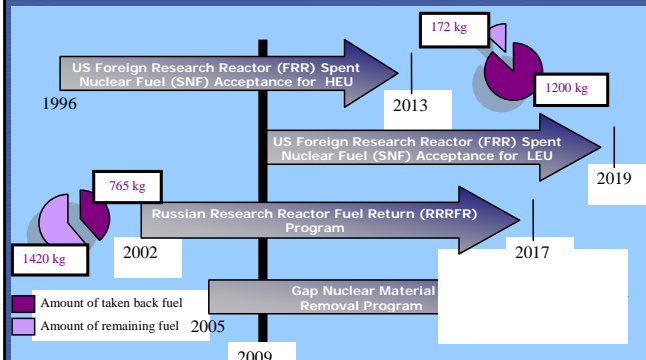 172 kg
US Foreign Research Reactor (FRR) Spent
Nuclear Fuel (SNF) Acceptance for HEU
1200 kg
1996
2013
US Foreign Research Reactor (FRR) Spent
Nuclear Fuel (SNF) Acceptance for LEU
2019
765 kg
Russian Research Reactor Fuel Return (RRRFR)
Program
1420 kg
2002
2017
Gap Nuclear Material
Removal Program
Amount of taken back fuel
Amount of remaining fuel
2005
2009